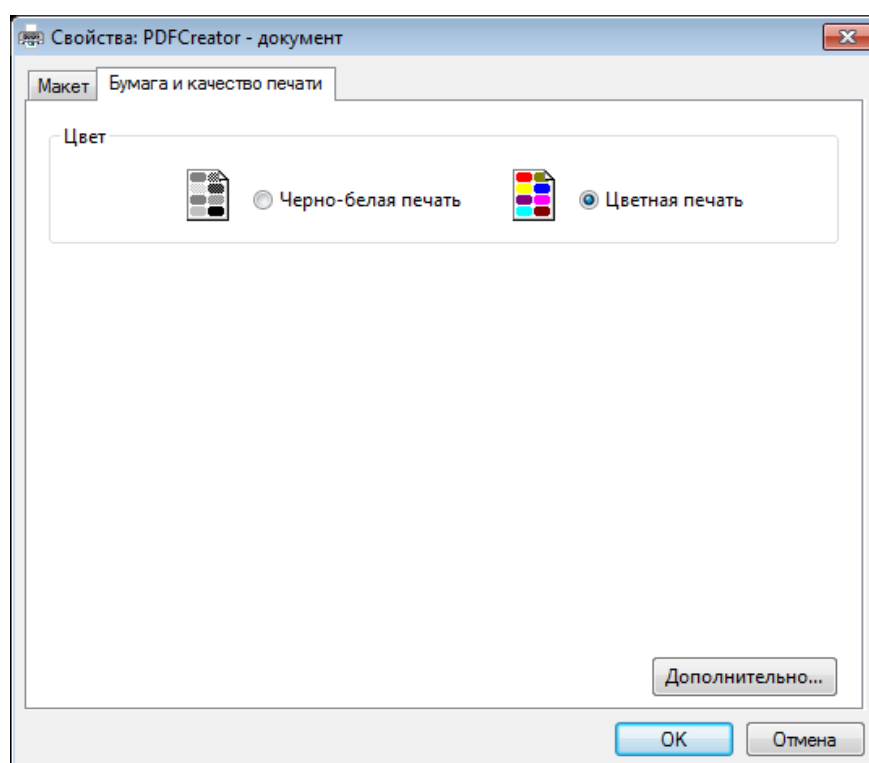 Свойства: PDFCreator - документ
Макет
Бумага и качество печати
Цвет
Черно-белая печать
Цветная печать
Дополнительно...
OK
Отмена